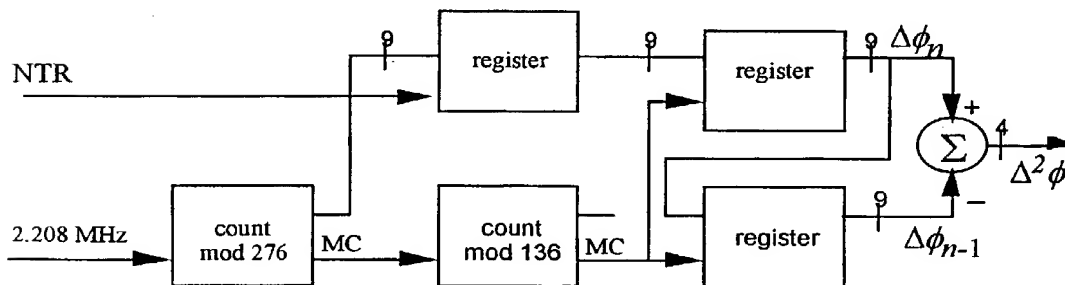 9
9
9
Δϕn
NTR
register
register
+
Σ
4
Δ²ϕ
−
2.208 MHz
count
mod 276
MC
count
mod 136
MC
register
9
Δϕn-1